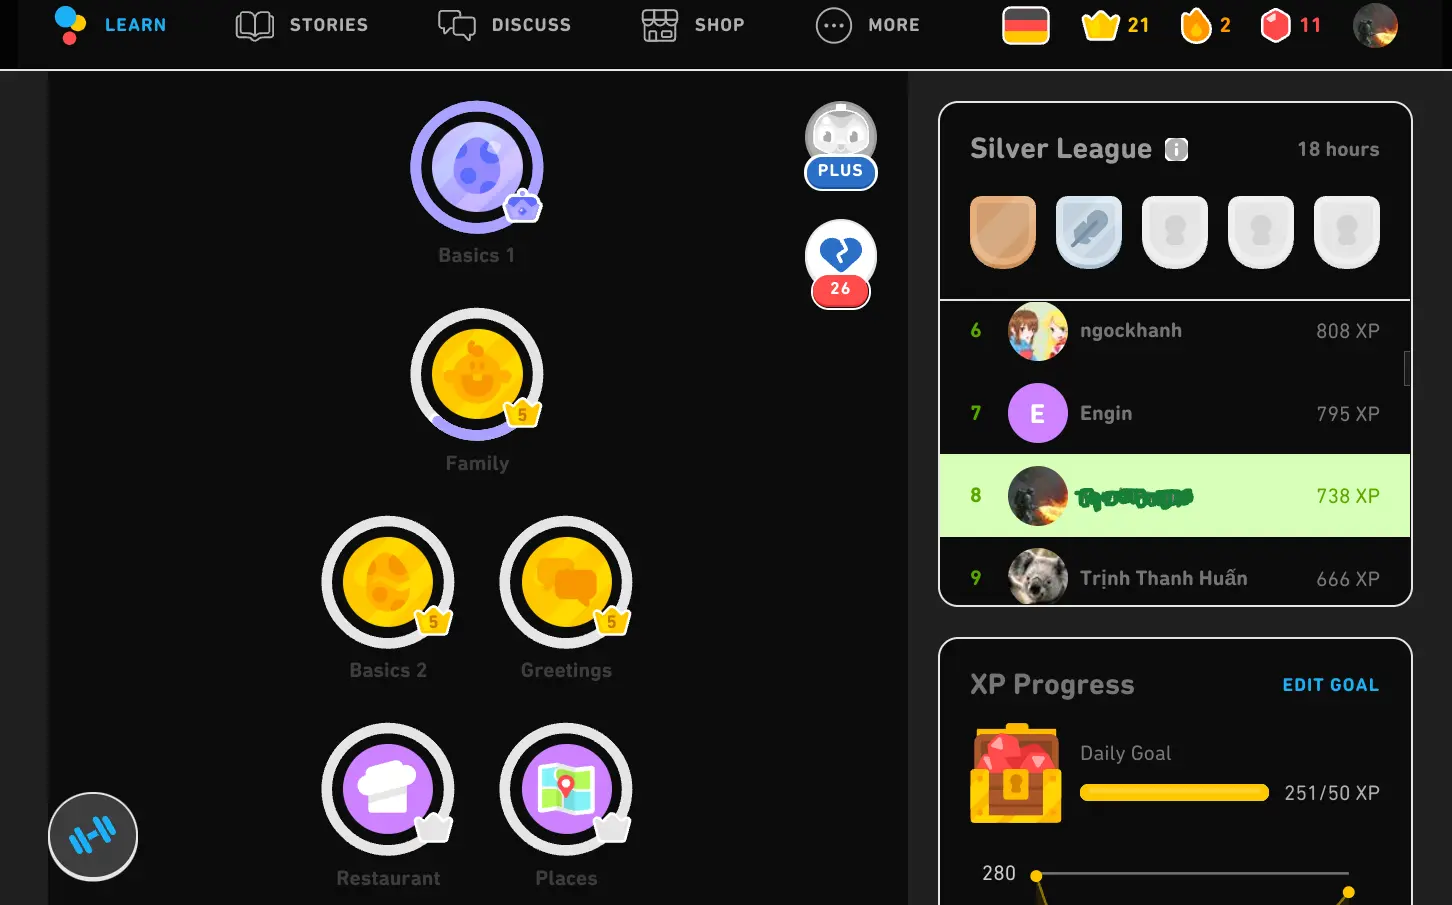 LEARN STORIES DISCUSS SHOP MORE 21 2 11
Basics 1
PLUS
26
5
Family
5
5
Basics 2 Greetings
Restaurant Places
Silver League 18 hours
6 ngockhanh 808 XP
7 E Engin 795 XP
8 738 XP
9 Trịnh Thanh Huấn 666 XP
XP Progress EDIT GOAL
Daily Goal
251/50 XP
280